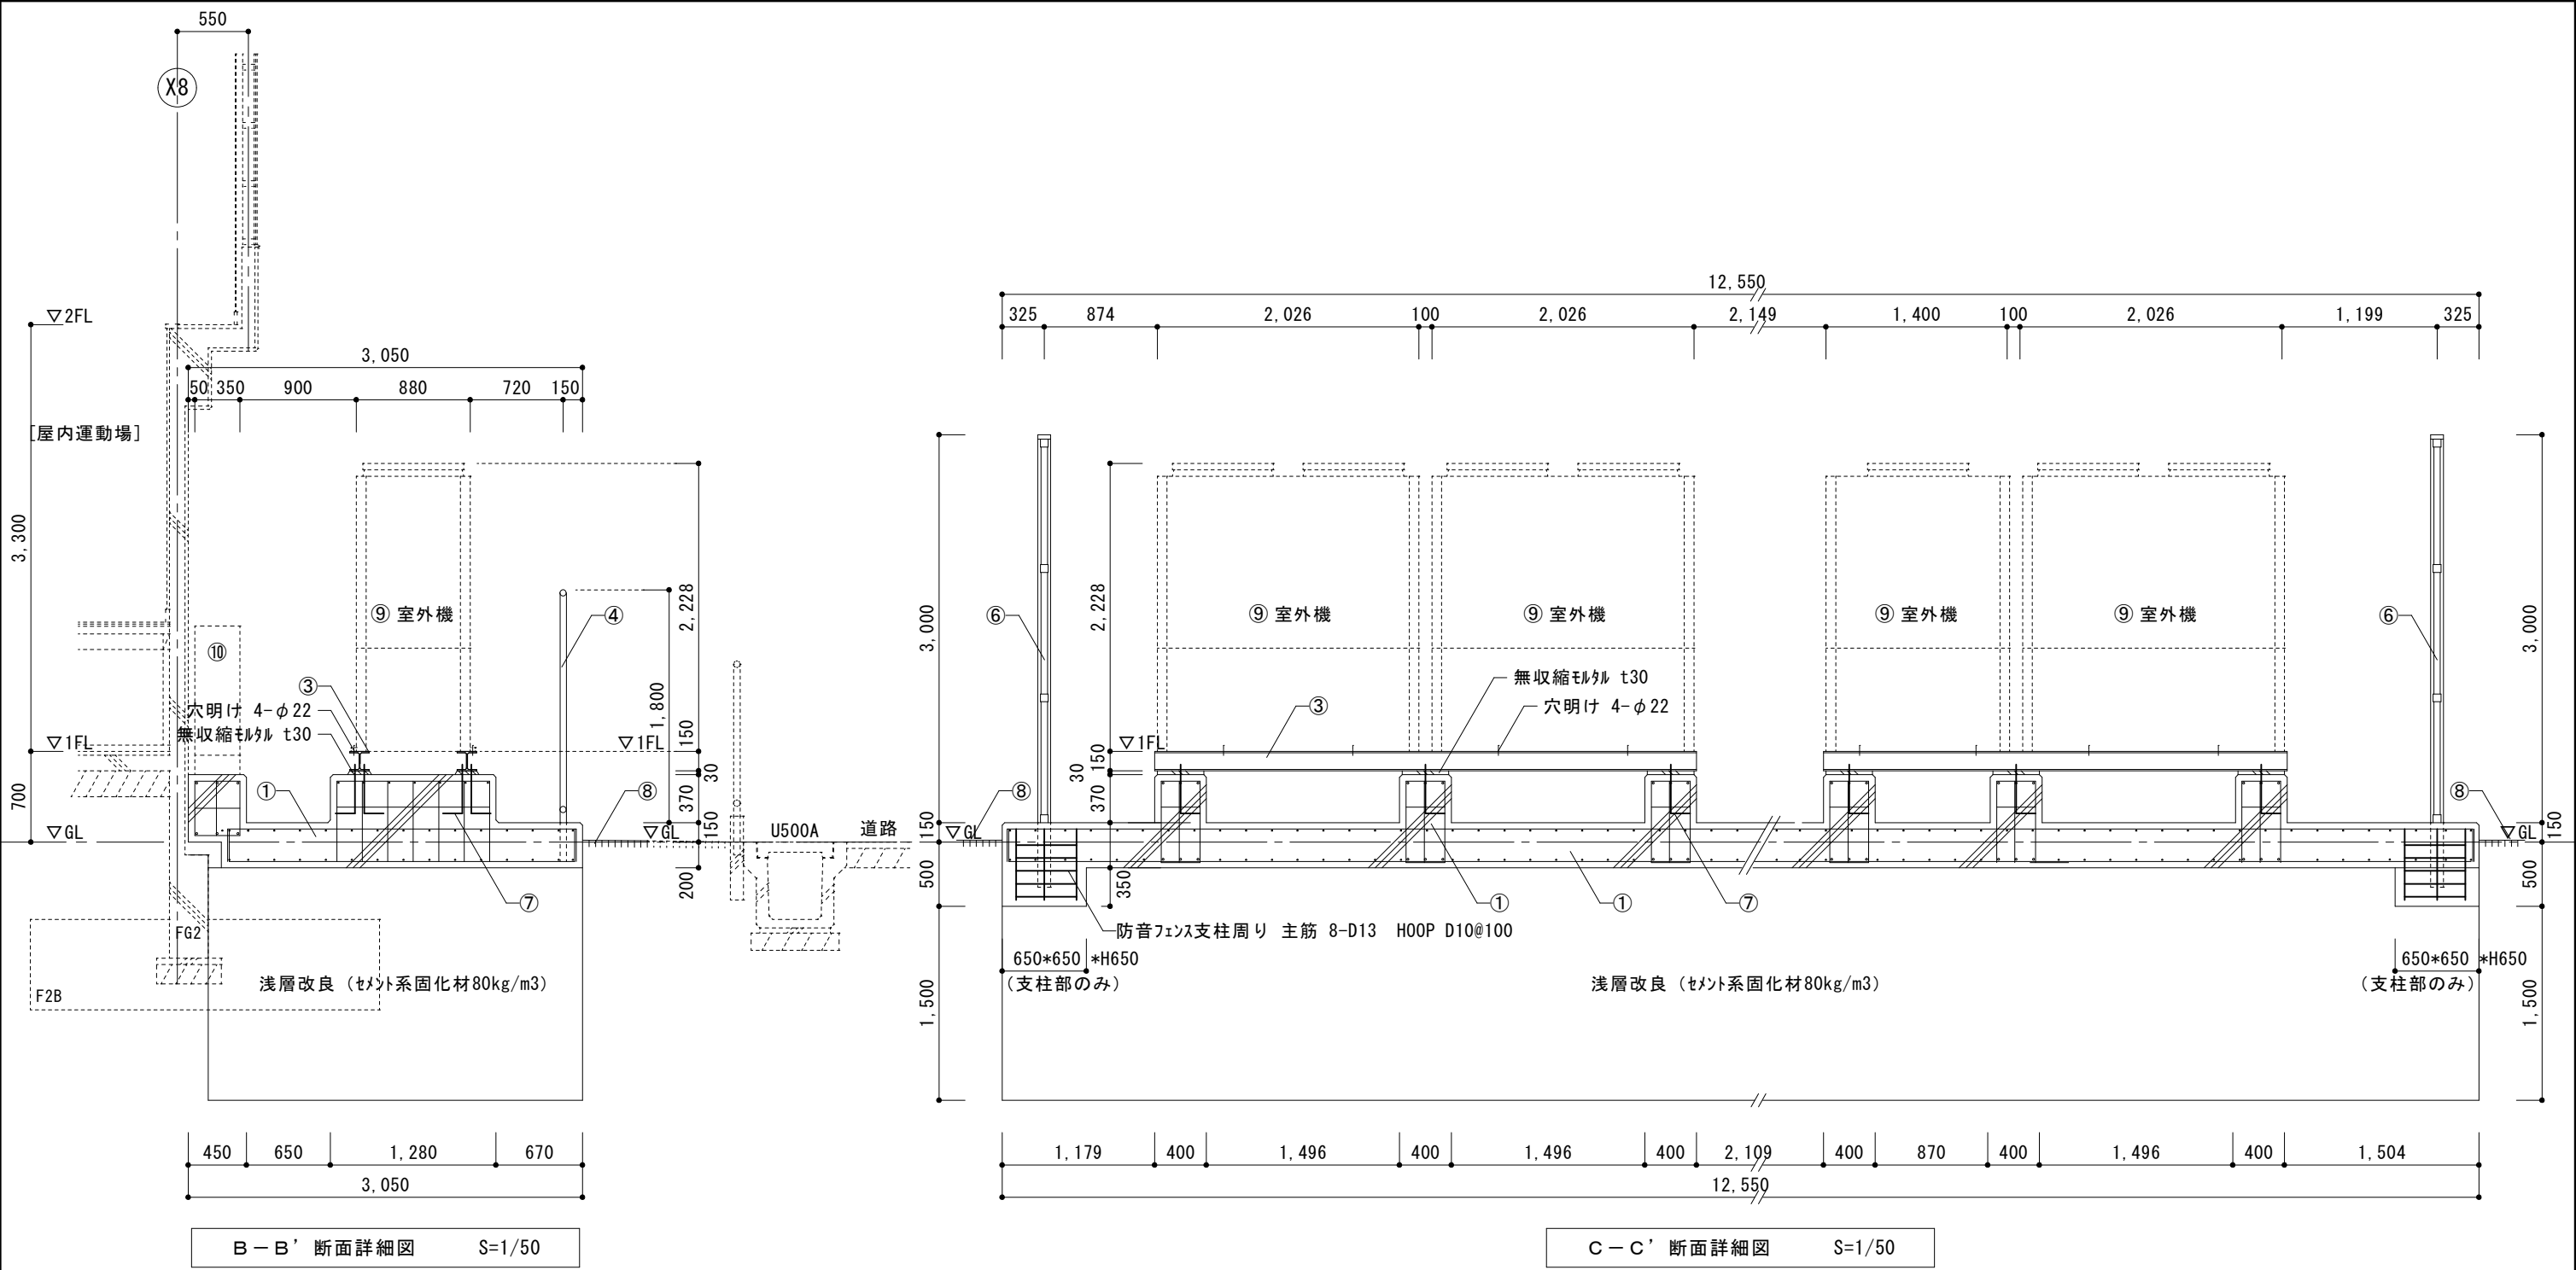 550
X8
▽2FL
3,050
50 350 900 880 720 150
[屋内運動場]
3,300
⑨ 室外機
④
⑩
③
穴明け 4-φ22
無収縮モルタル t30
2,228
1,800
150
30
370
150
200
▽1FL
▽1FL
700
①
⑧
▽GL
▽GL
U500A
道路
⑦
FG2
F2B
浅層改良（セメント系固化材80kg/m3）
450 650 1,280 670
3,050
B－B’ 断面詳細図 S=1/50
12,550
325 874 2,026 100 2,026 2,149 1,400 100 2,026 1,199 325
3,000
2,228
⑥
⑨ 室外機
⑨ 室外機
⑨ 室外機
⑨ 室外機
⑥
3,000
無収縮モルタル t30
穴明け 4-φ22
③
▽1FL
150
30
370
⑧
⑧
150
▽GL
▽GL
150
500
350
500
①
①
⑦
防音フェンス支柱周り 主筋 8-D13 HOOP D10@100
650*650 *H650
（支柱部のみ）
浅層改良（セメント系固化材80kg/m3）
650*650 *H650
（支柱部のみ）
1,500
1,500
1,179 400 1,496 400 1,496 400 2,109 400 870 400 1,496 400 1,504
12,550
C－C’ 断面詳細図 S=1/50